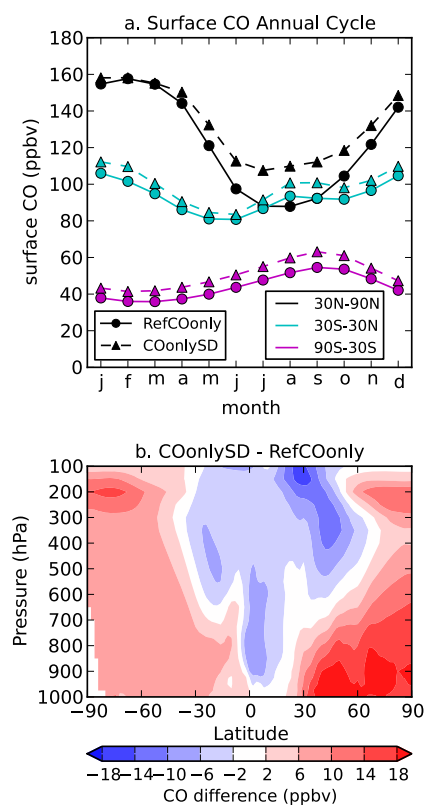 a. Surface CO Annual Cycle
180
160
140
120
100
80
60
40
20
0
surface CO (ppbv)
RefCOonly
COonlySD
30N-90N
30S-30N
90S-30S
j f m a m j j a s o n d
month
b. COonlySD - RefCOonly
100
200
300
400
500
600
700
800
900
1000
Pressure (hPa)
−90 −60 −30 0 30 60 90
Latitude
−18 −14 −10 −6 −2 2 6 10 14 18
CO difference (ppbv)